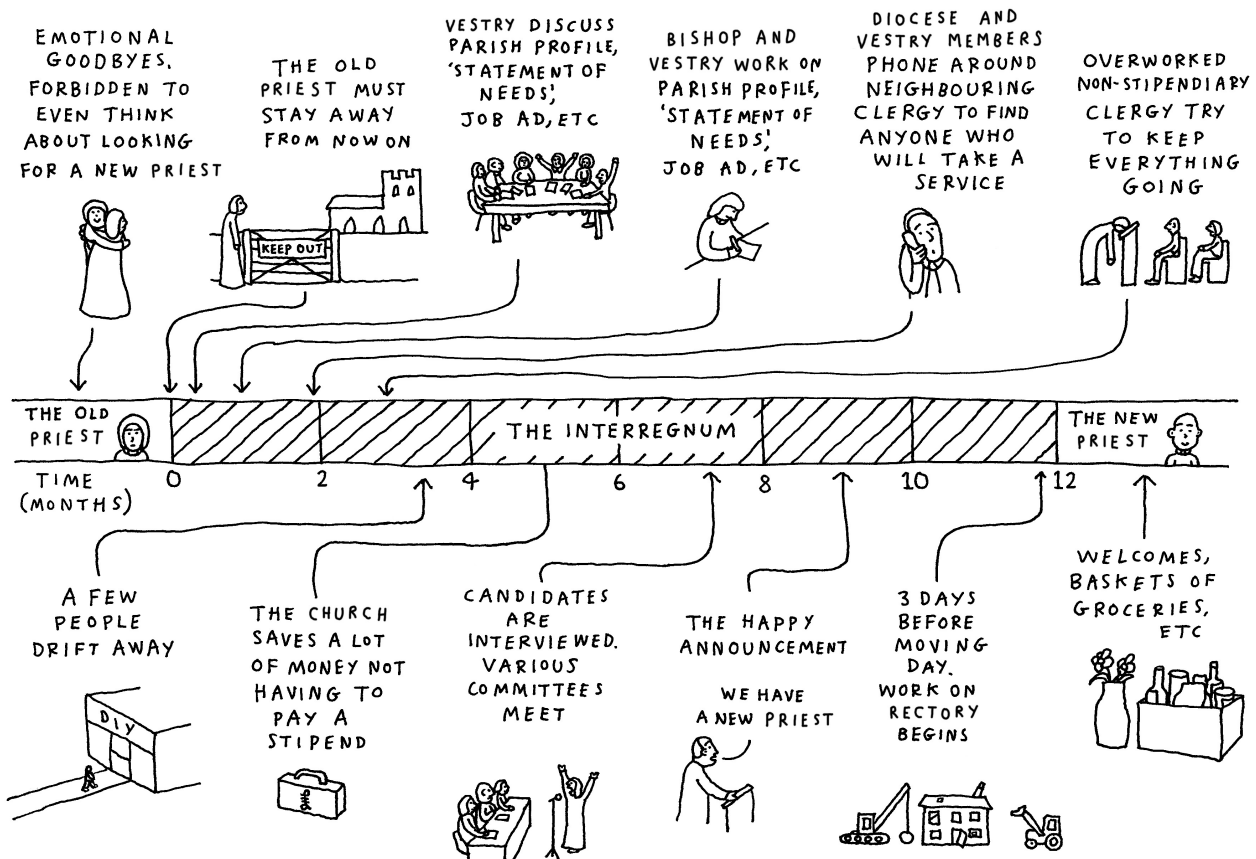 EMOTIONAL
GOODBYES.
FORBIDDEN TO
EVEN THINK
ABOUT LOOKING
FOR A NEW PRIEST
THE OLD
PRIEST MUST
STAY AWAY
FROM NOW ON
KEEP OUT
VESTRY DISCUSS
PARISH PROFILE,
'STATEMENT OF
NEEDS',
JOB AD, ETC
BISHOP AND
VESTRY WORK ON
PARISH PROFILE,
'STATEMENT OF
NEEDS',
JOB AD, ETC
DIOCESE AND
VESTRY MEMBERS
PHONE AROUND
NEIGHBOURING
CLERGY TO FIND
ANYONE WHO
WILL TAKE A
SERVICE
OVERWORKED
NON-STIPENDIARY
CLERGY TRY
TO KEEP
EVERYTHING
GOING
THE OLD
PRIEST
THE INTERREGNUM
THE NEW
PRIEST
TIME
(MONTHS)
0 2 4 6 8 10 12
A FEW
PEOPLE
DRIFT AWAY
DIY
THE CHURCH
SAVES A LOT
OF MONEY NOT
HAVING TO
PAY A
STIPEND
CANDIDATES
ARE
INTERVIEWED.
VARIOUS
COMMITTEES
MEET
THE HAPPY
ANNOUNCEMENT
WE HAVE
A NEW PRIEST
3 DAYS
BEFORE
MOVING
DAY.
WORK ON
RECTORY
BEGINS
WELCOMES,
BASKETS OF
GROCERIES,
ETC